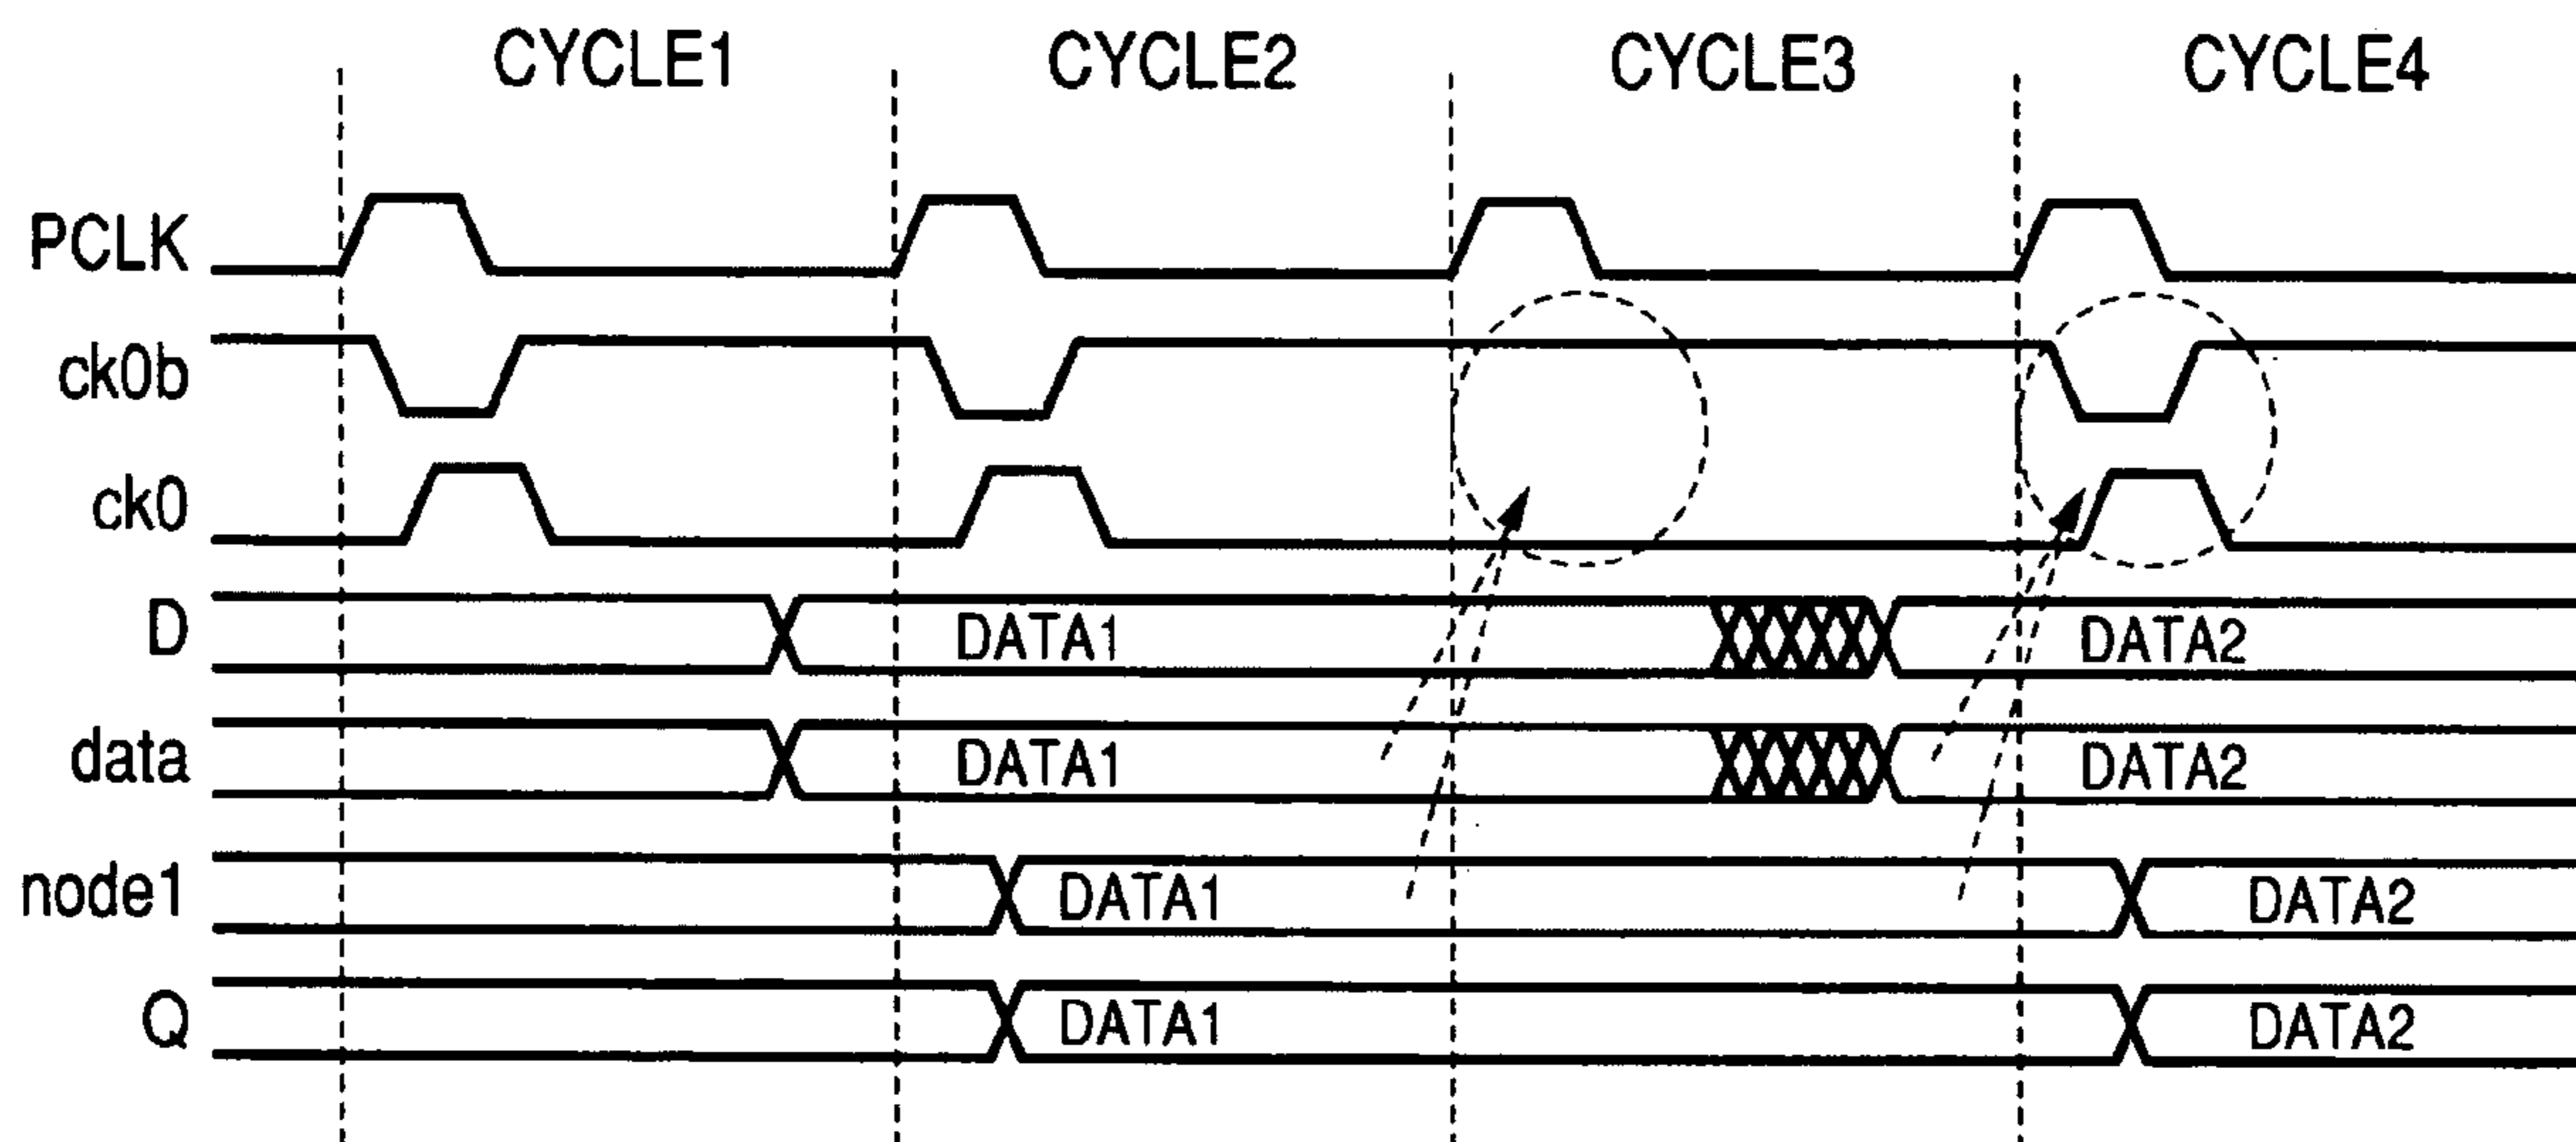 CYCLE1 CYCLE2 CYCLE3 CYCLE4
PCLK
ck0b
ck0
D DATA1 DATA2
data DATA1 DATA2
node1 DATA1 DATA2
Q DATA1 DATA2